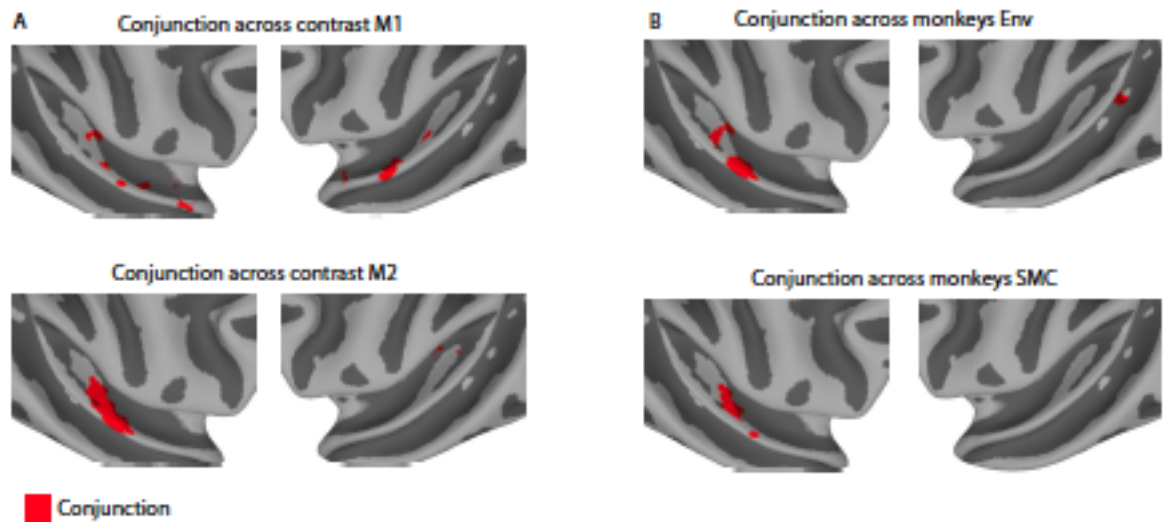 A
Conjunction across contrast M1
B
Conjunction across monkeys Env
Conjunction across contrast M2
Conjunction across monkeys SMC
Conjunction